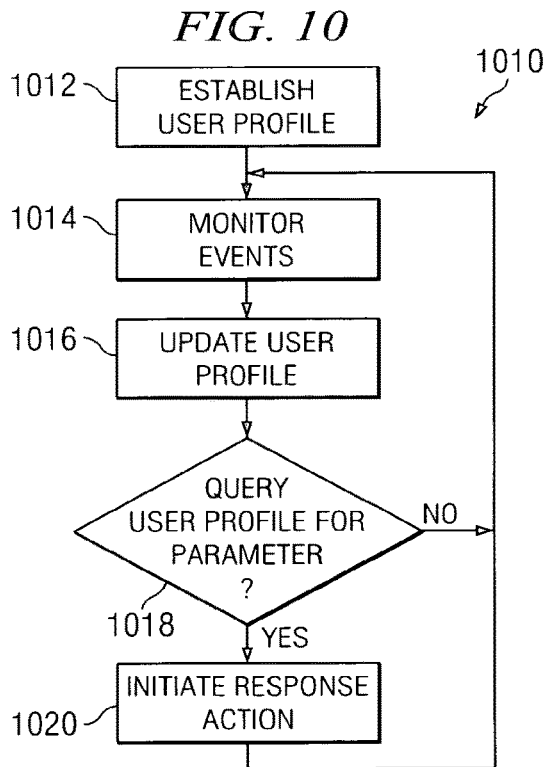 FIG. 10
1010
1012
ESTABLISH
USER PROFILE
1014
MONITOR
EVENTS
1016
UPDATE USER
PROFILE
QUERY
USER PROFILE FOR
PARAMETER
?
NO
1018
YES
1020
INITIATE RESPONSE
ACTION